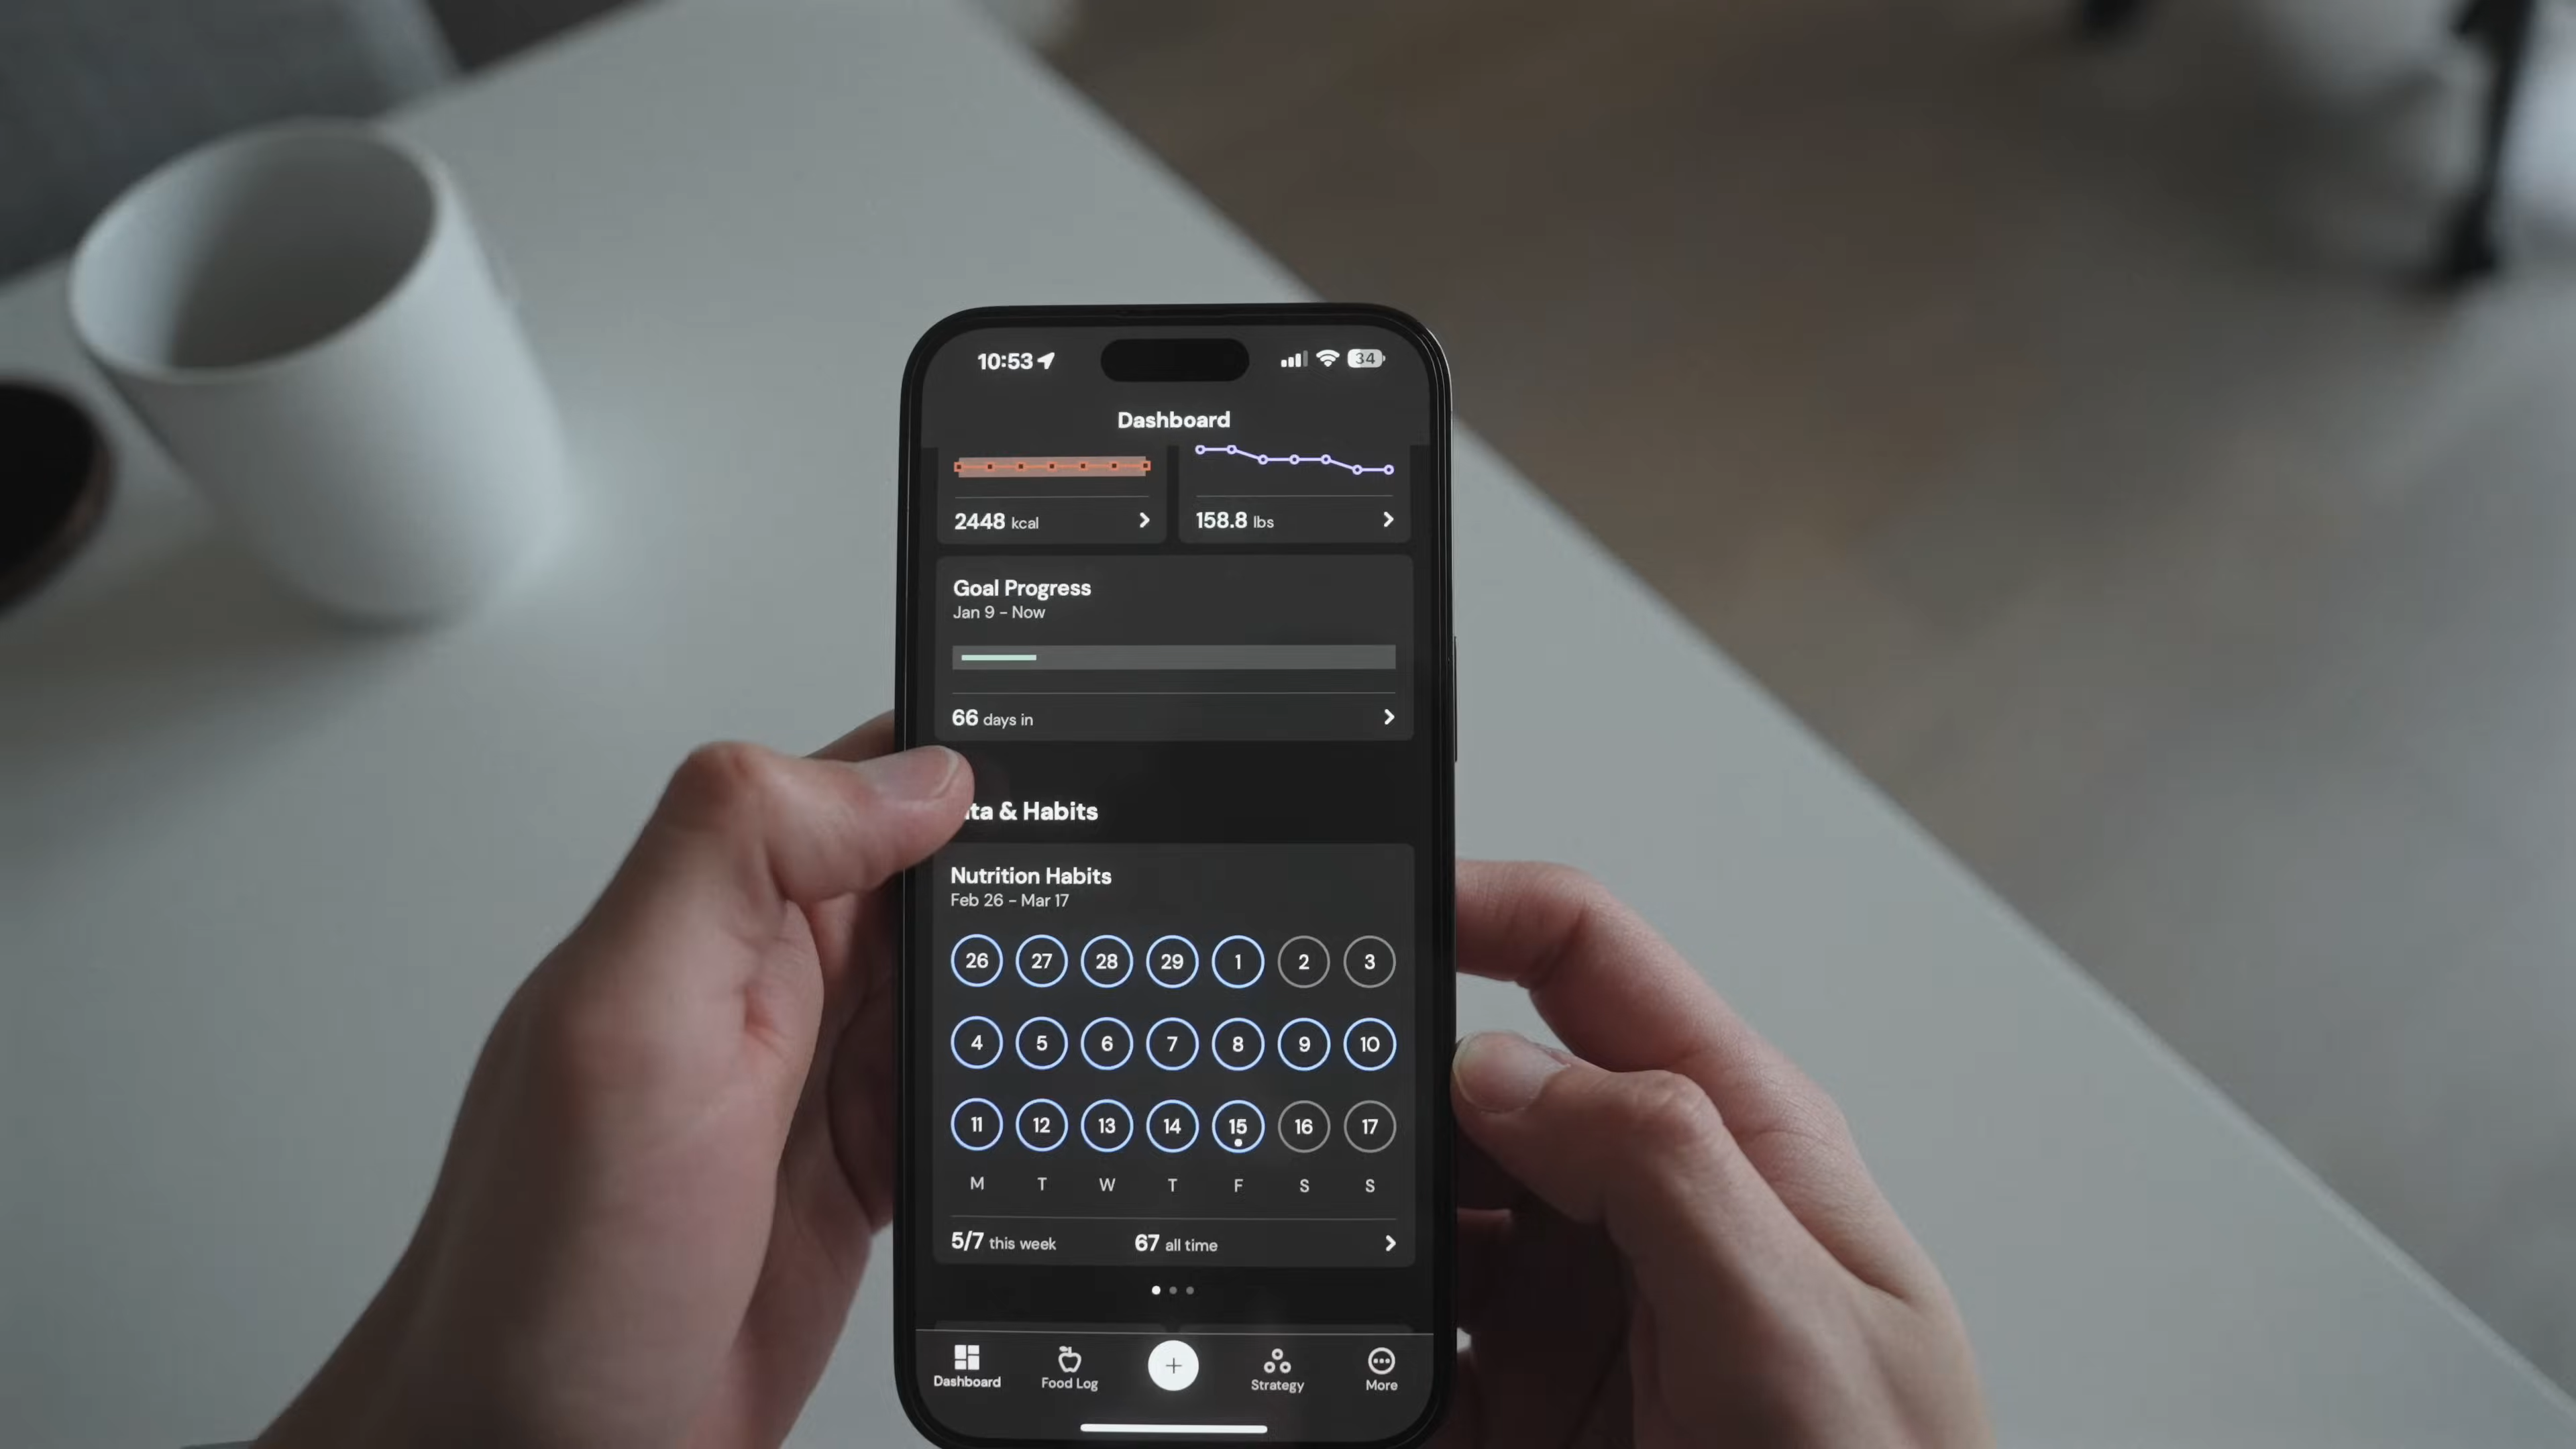 10:53
34
Dashboard
2448 kcal
158.8 lbs
Goal Progress
Jan 9 - Now
66 days in
ta & Habits
Nutrition Habits
Feb 26 - Mar 17
26 27 28 29 1 2 3
4 5 6 7 8 9 10
11 12 13 14 15 16 17
M T W T F S S
5/7 this week 67 all time
Dashboard Food Log + Strategy More